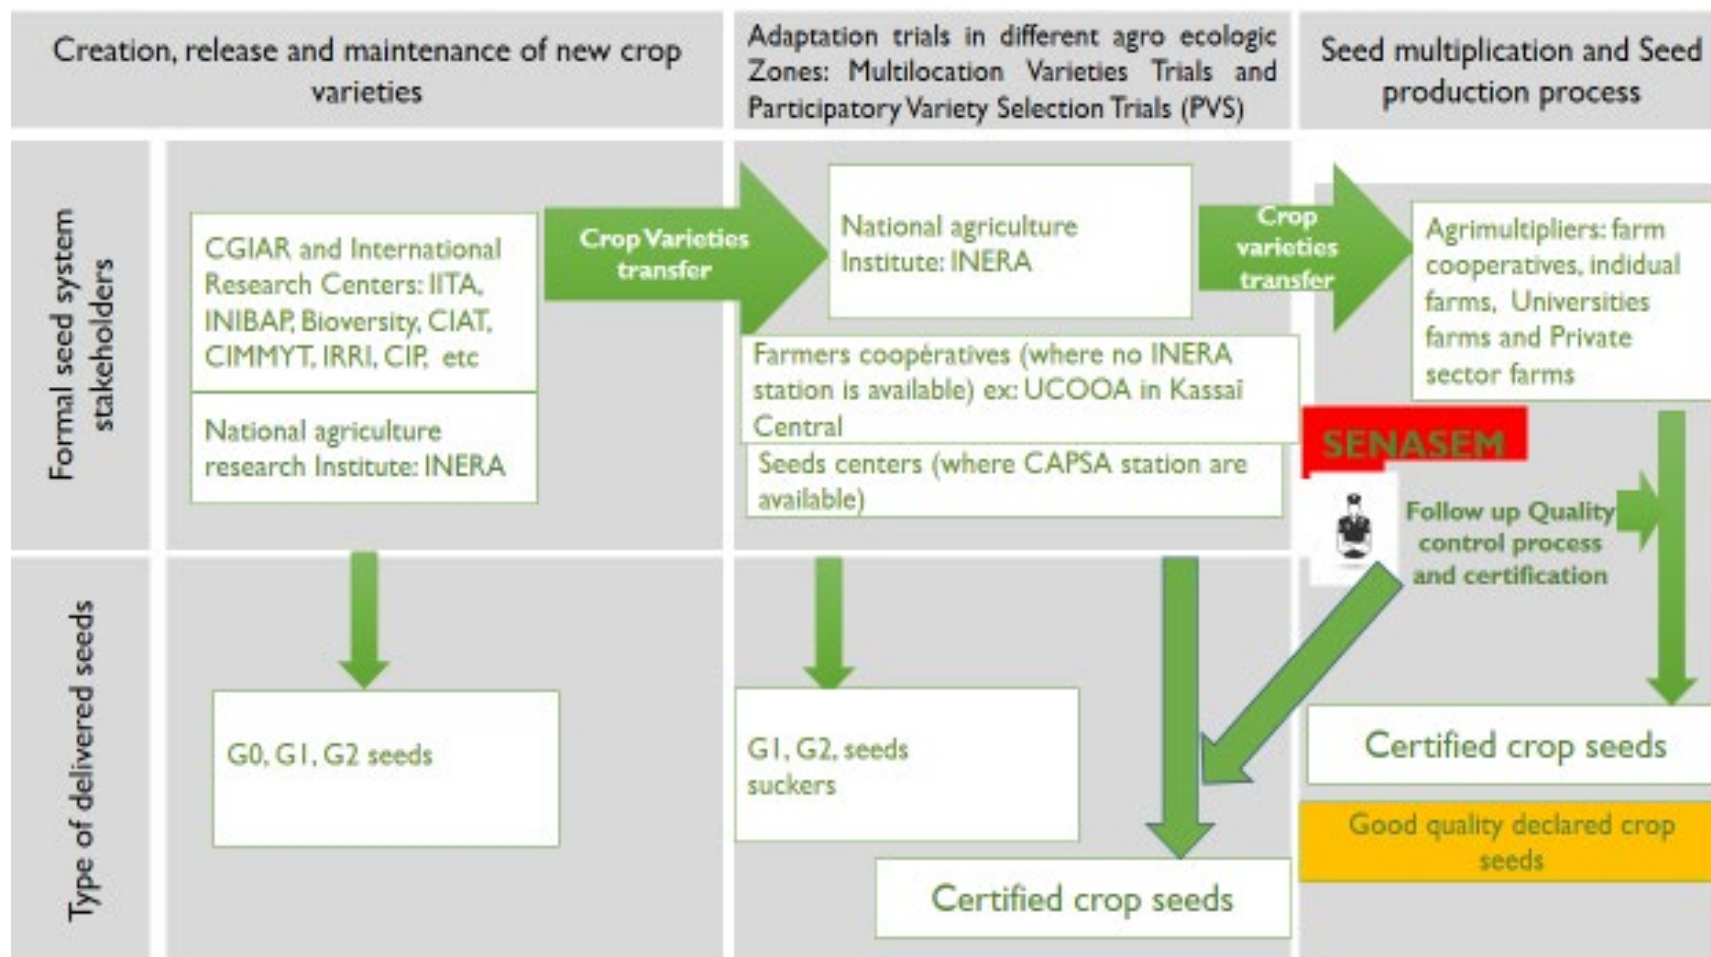 Creation, release and maintenance of new crop
varieties
Adaptation trials in different agro ecologic
Zones: Multilocation Varieties Trials and
Participatory Variety Selection Trials (PVS)
Seed multiplication and Seed
production process
Formal seed system
stakeholders
CGIAR and International
Research Centers: IITA,
INIBAP, Bioversity, CIAT,
CIMMYT, IRRI, CIP, etc
National agriculture
research Institute: INERA
Crop Varieties
transfer
National agriculture
Institute: INERA
Farmers coopératives (where no INERA
station is available) ex: UCOOA in Kassaï
Central
Seeds centers (where CAPSA station are
available)
Crop
varieties
transfer
Agrimultipliers: farm
cooperatives, indidual
farms, Universities
farms and Private
sector farms
SENASEM
Follow up Quality
control process
and certification
Type of delivered seeds
G0, G1, G2 seeds
G1, G2, seeds
suckers
Certified crop seeds
Certified crop seeds
Good quality declared crop
seeds